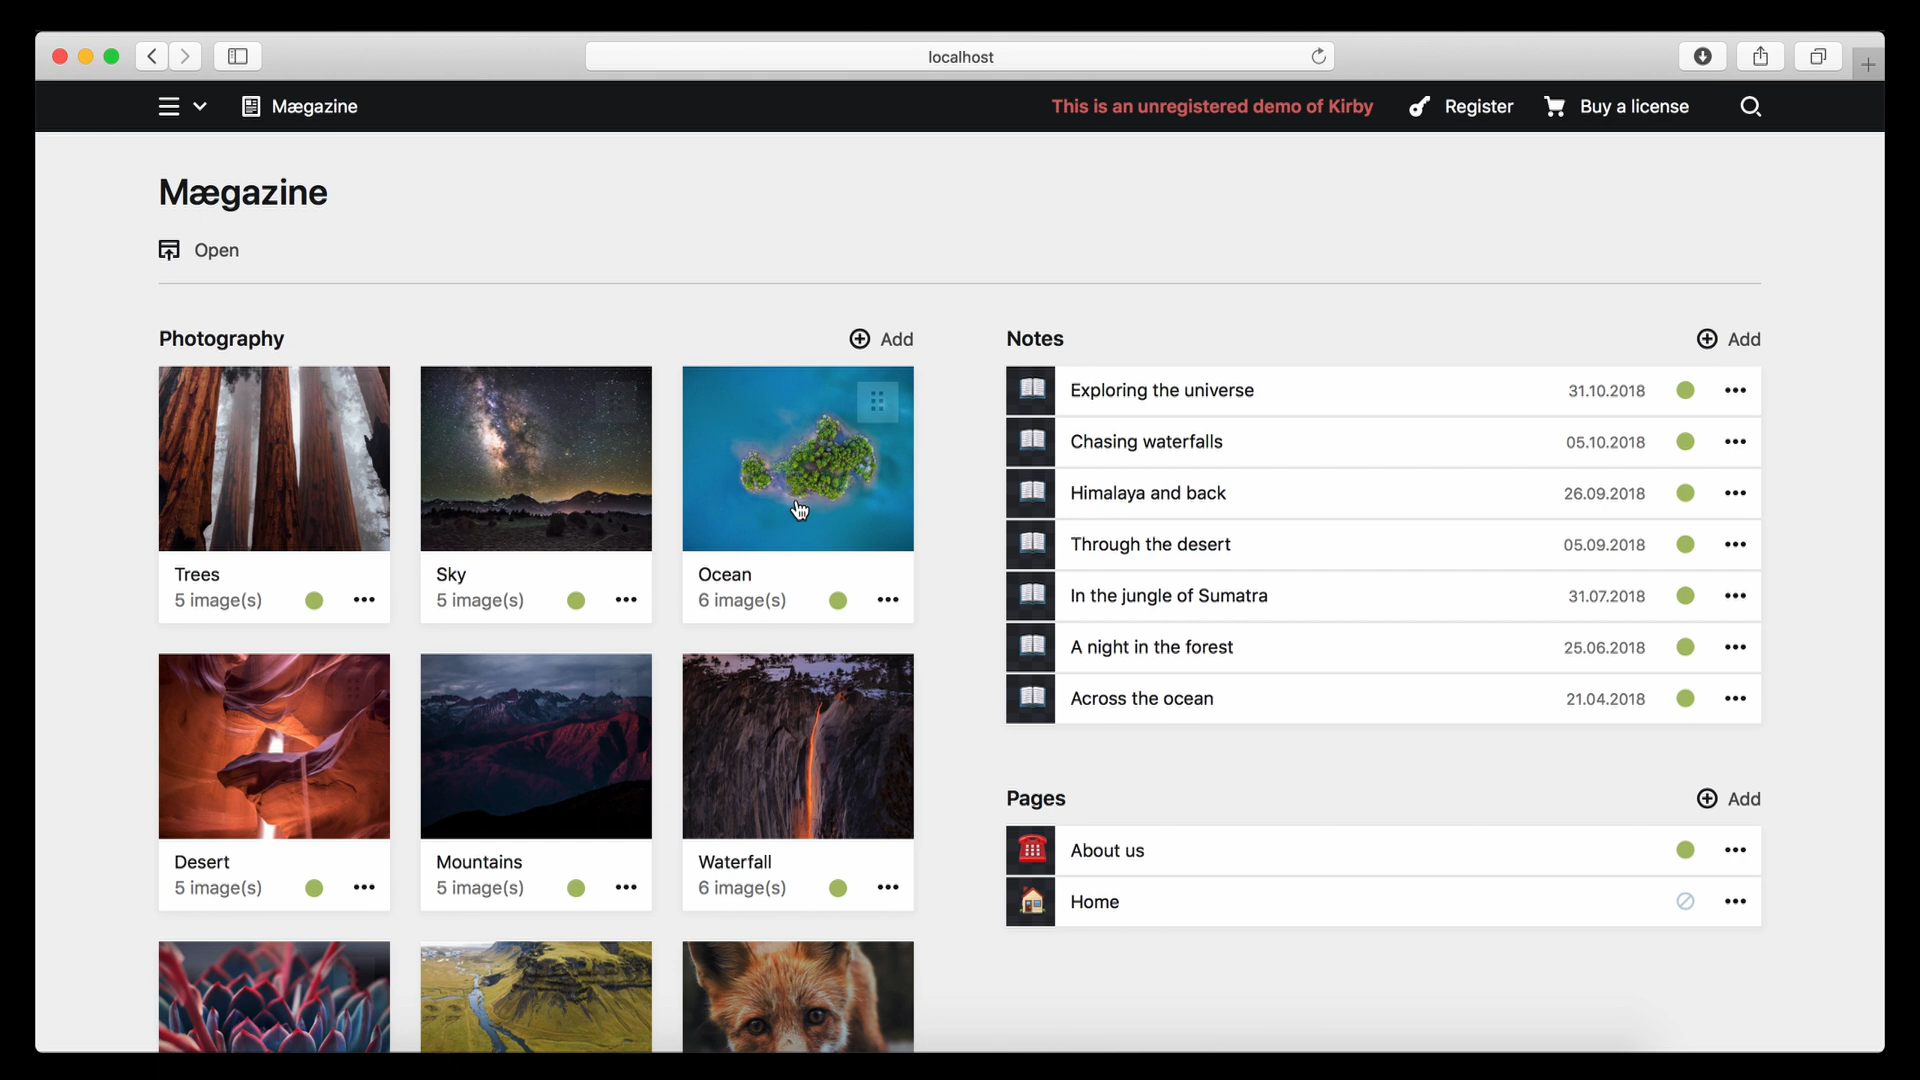 localhost
Mægazine
This is an unregistered demo of Kirby
Register
Buy a license
Mægazine
Open
Photography
Add
Trees
5 image(s)
Sky
5 image(s)
Ocean
6 image(s)
Desert
5 image(s)
Mountains
5 image(s)
Waterfall
6 image(s)
Notes
Add
Exploring the universe 31.10.2018
Chasing waterfalls 05.10.2018
Himalaya and back 26.09.2018
Through the desert 05.09.2018
In the jungle of Sumatra 31.07.2018
A night in the forest 25.06.2018
Across the ocean 21.04.2018
Pages
Add
About us
Home